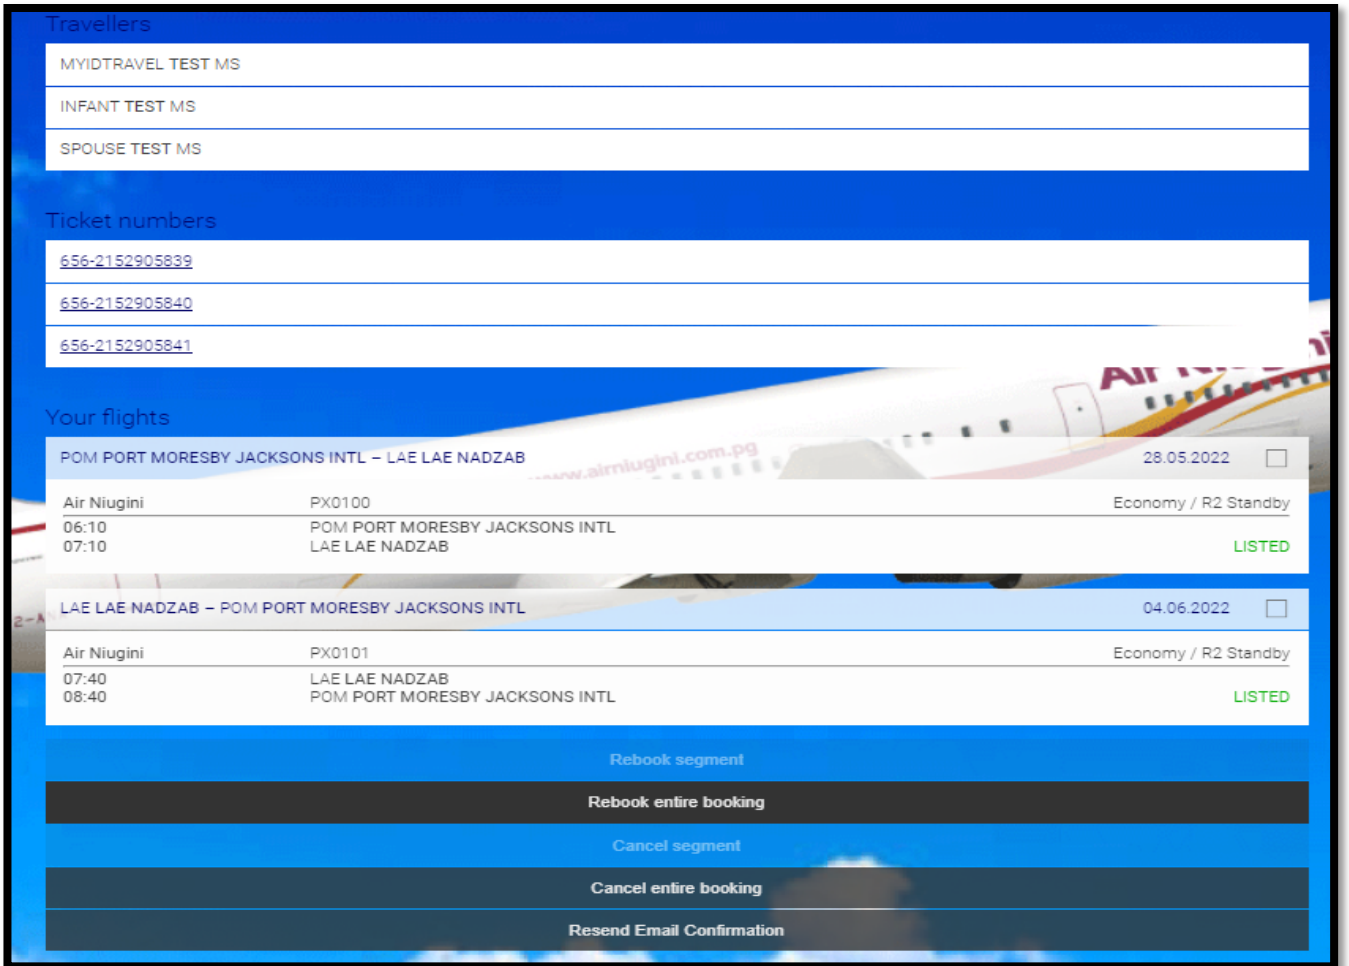 Travellers
MYIDTRAVEL TEST MS
INFANT TEST MS
SPOUSE TEST MS
Ticket numbers
656-2152905839
656-2152905840
656-2152905841
Air Niugini
Your flights
www.airniugini.com.pg
POM PORT MORESBY JACKSONS INTL – LAE LAE NADZAB 28.05.2022
Air Niugini PX0100 Economy / R2 Standby
06:10 POM PORT MORESBY JACKSONS INTL
07:10 LAE LAE NADZAB LISTED
LAE LAE NADZAB – POM PORT MORESBY JACKSONS INTL 04.06.2022
Air Niugini PX0101 Economy / R2 Standby
07:40 LAE LAE NADZAB
08:40 POM PORT MORESBY JACKSONS INTL LISTED
Rebook segment
Rebook entire booking
Cancel segment
Cancel entire booking
Resend Email Confirmation